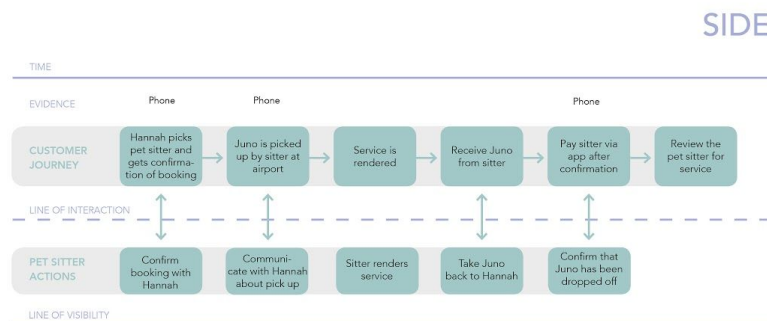 SIDE
TIME
EVIDENCE
Phone
Phone
Phone
CUSTOMER
JOURNEY
Hannah picks
pet sitter and
gets confirma-
tion of booking
Juno is picked
up by sitter at
airport
Service is
rendered
Receive Juno
from sitter
Pay sitter via
app after
confirmation
Review the
pet sitter for
service
LINE OF INTERACTION
PET SITTER
ACTIONS
Confirm
booking with
Hannah
Communi-
cate with Hannah
about pick up
Sitter renders
service
Take Juno
back to Hannah
Confirm that
Juno has been
dropped off
LINE OF VISIBILITY